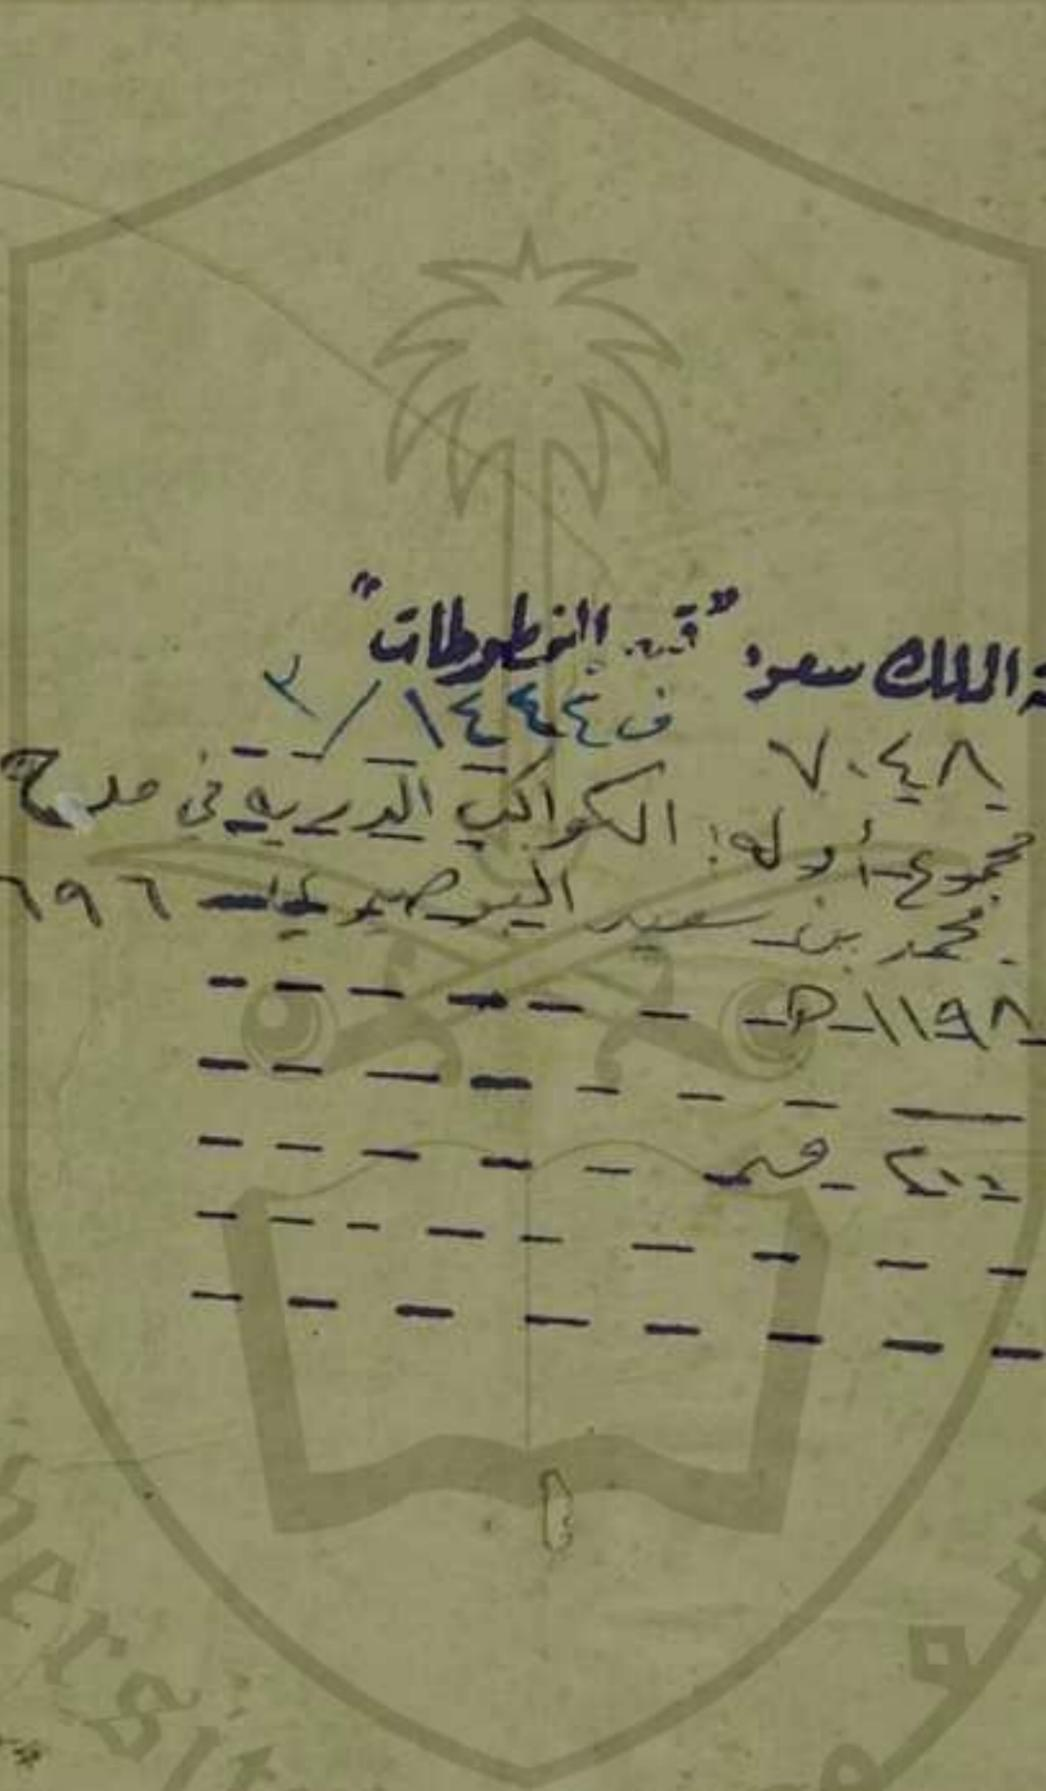 الملك سعود "قسم المخطوطات"
٧٠٤٨ ف ١٤٤٤/٣
مجموع أوله: الكواكب الدرية في مدح
محمد بن سعيد البوصيري - ٦٩٦
١١٩٨ هـ